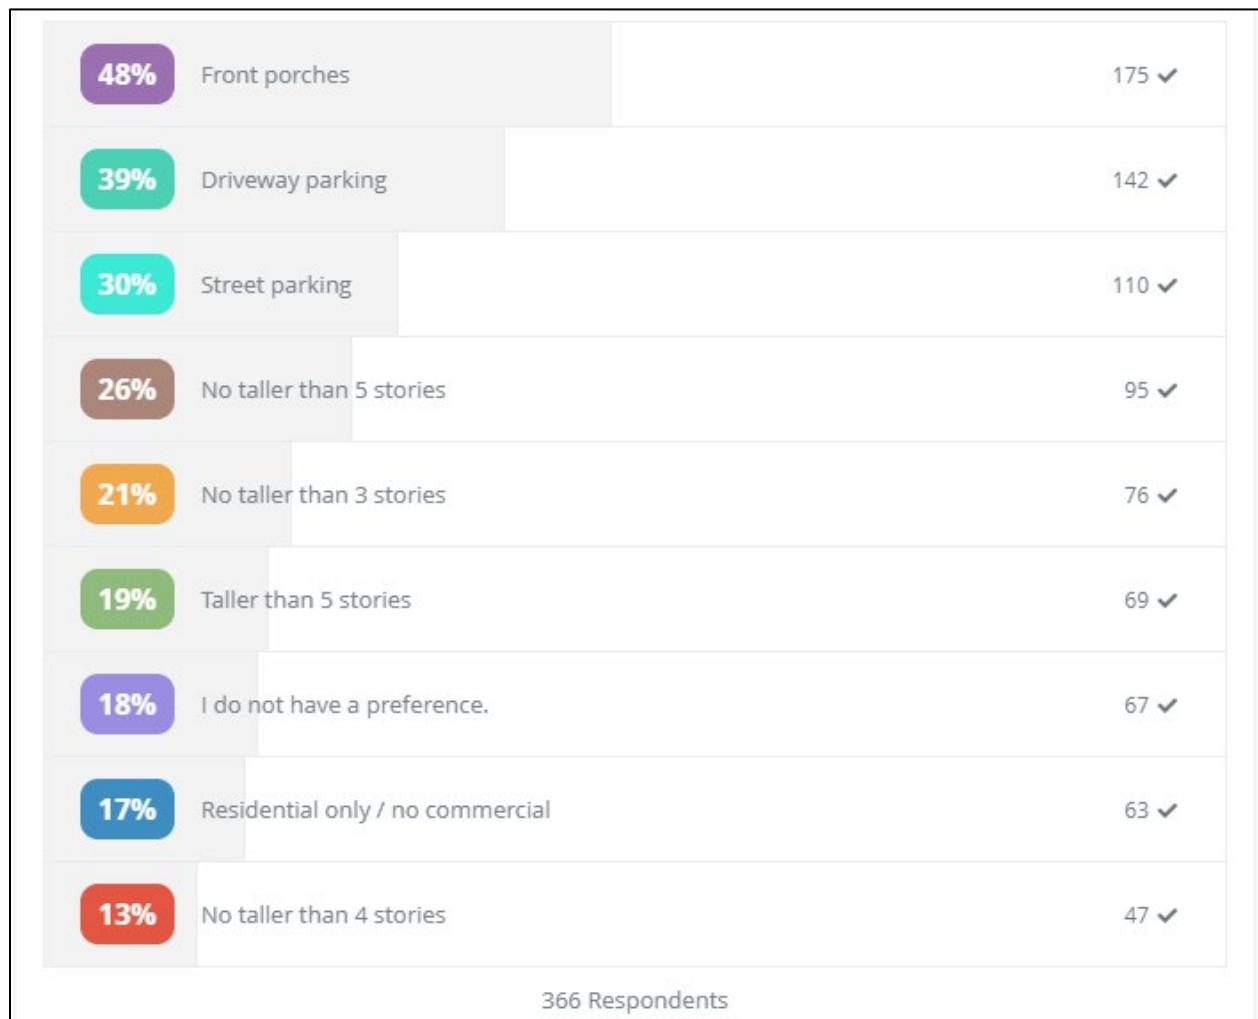 48% Front porches 175
39% Driveway parking 142
30% Street parking 110
26% No taller than 5 stories 95
21% No taller than 3 stories 76
19% Taller than 5 stories 69
18% I do not have a preference. 67
17% Residential only / no commercial 63
13% No taller than 4 stories 47
366 Respondents